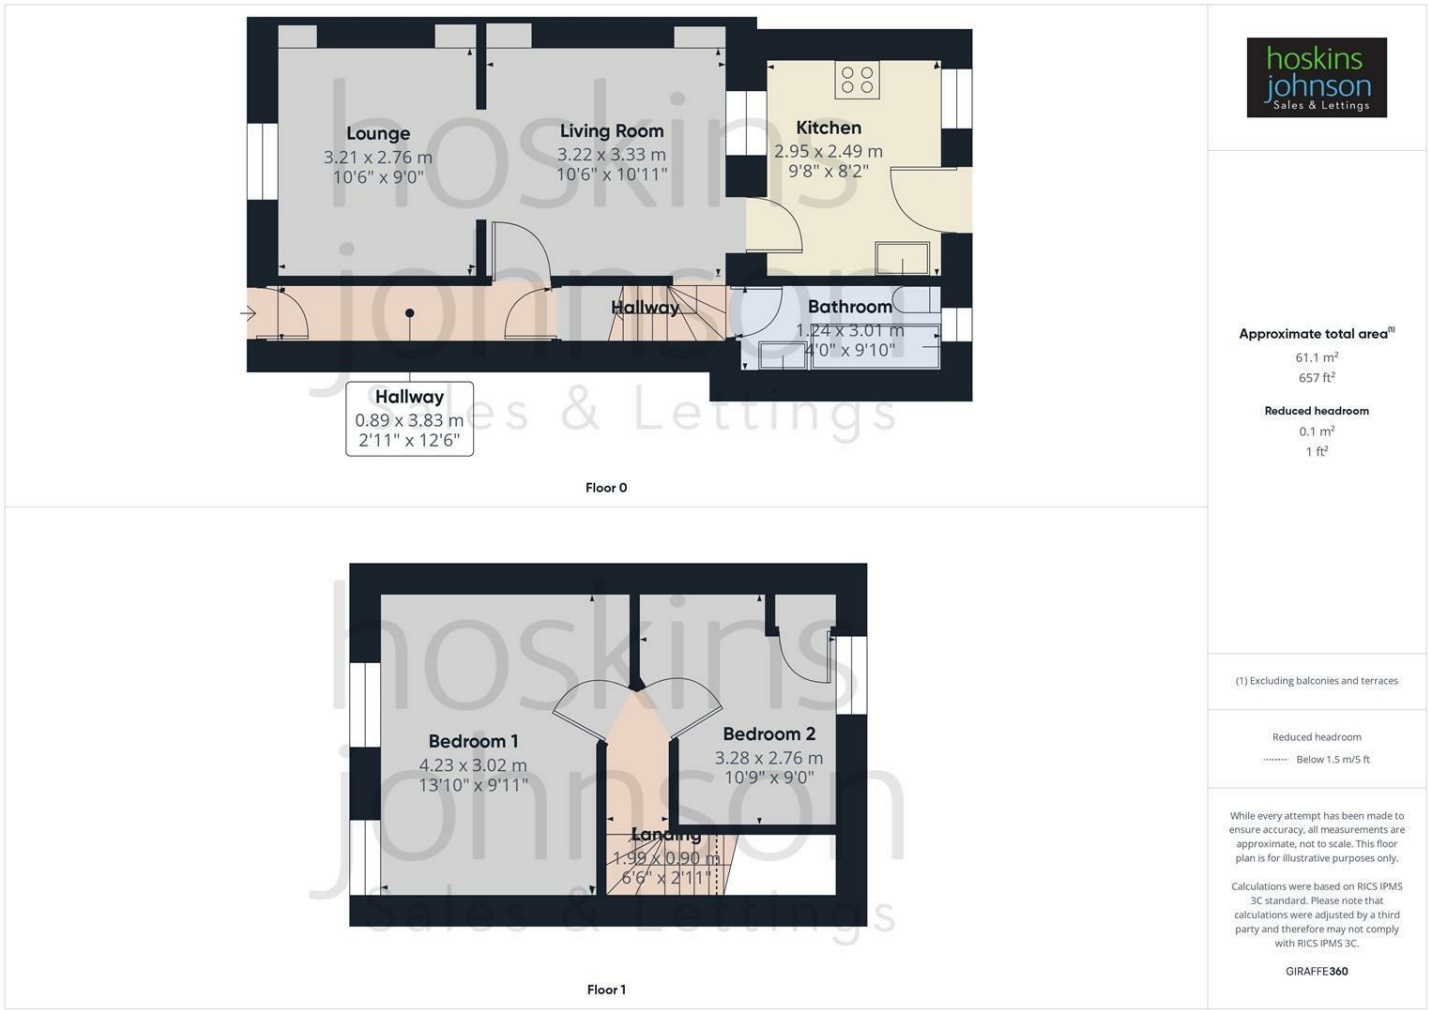 Lounge
3.21 x 2.76 m
10'6" x 9'0"
Living Room
3.22 x 3.33 m
10'6" x 10'11"
Kitchen
2.95 x 2.49 m
9'8" x 8'2"
Hallway
Bathroom
1.24 x 3.01 m
4'0" x 9'10"
Hallway
0.89 x 3.83 m
2'11" x 12'6"
hoskins
johnson
Sales & Lettings
Floor 0
Bedroom 1
4.23 x 3.02 m
13'10" x 9'11"
Bedroom 2
3.28 x 2.76 m
10'9" x 9'0"
Landing
1.99 x 0.90 m
6'6" x 2'11"
hoskins
johnson
Sales & Lettings
Floor 1
hoskins
johnson
Sales & Lettings
Approximate total area(1)
61.1 m²
657 ft²
Reduced headroom
0.1 m²
1 ft²
(1) Excluding balconies and terraces
Reduced headroom
Below 1.5 m/5 ft
While every attempt has been made to
ensure accuracy, all measurements are
approximate, not to scale. This floor
plan is for illustrative purposes only.
Calculations were based on RICS IPMS
3C standard. Please note that
calculations were adjusted by a third
party and therefore may not comply
with RICS IPMS 3C.
GIRAFFE360